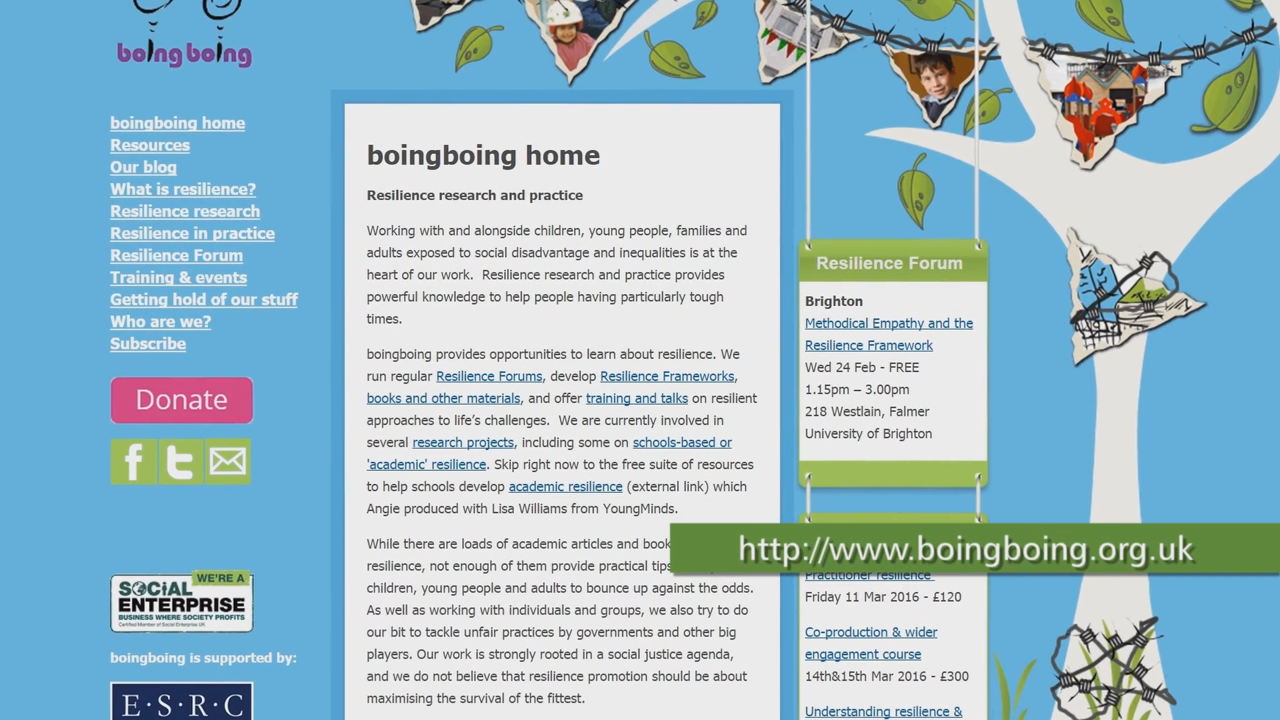 boingboing
boingboing home
Resources
Our blog
What is resilience?
Resilience research
Resilience in practice
Resilience Forum
Training & events
Getting hold of our stuff
Who are we?
Subscribe
Donate
WE'RE A
SOCIAL
ENTERPRISE
BUSINESS WHERE SOCIETY PROFITS
Certified Member of Social Enterprise UK
boingboing is supported by:
E·S·R·C
boingboing home
Resilience research and practice
Working with and alongside children, young people, families and
adults exposed to social disadvantage and inequalities is at the
heart of our work.  Resilience research and practice provides
powerful knowledge to help people having particularly tough
times.
boingboing provides opportunities to learn about resilience. We
run regular Resilience Forums, develop Resilience Frameworks,
books and other materials, and offer training and talks on resilient
approaches to life's challenges.  We are currently involved in
several research projects, including some on schools-based or
'academic' resilience. Skip right now to the free suite of resources
to help schools develop academic resilience (external link) which
Angie produced with Lisa Williams from YoungMinds.
While there are loads of academic articles and book
resilience, not enough of them provide practical tips
children, young people and adults to bounce up against the odds.
As well as working with individuals and groups, we also try to do
our bit to tackle unfair practices by governments and other big
players. Our work is strongly rooted in a social justice agenda,
and we do not believe that resilience promotion should be about
maximising the survival of the fittest.
Resilience Forum
Brighton
Methodical Empathy and the
Resilience Framework
Wed 24 Feb - FREE
1.15pm – 3.00pm
218 Westlain, Falmer
University of Brighton
http://www.boingboing.org.uk
Practitioner resilience
Friday 11 Mar 2016 - £120
Co-production & wider
engagement course
14th&15th Mar 2016 - £300
Understanding resilience &